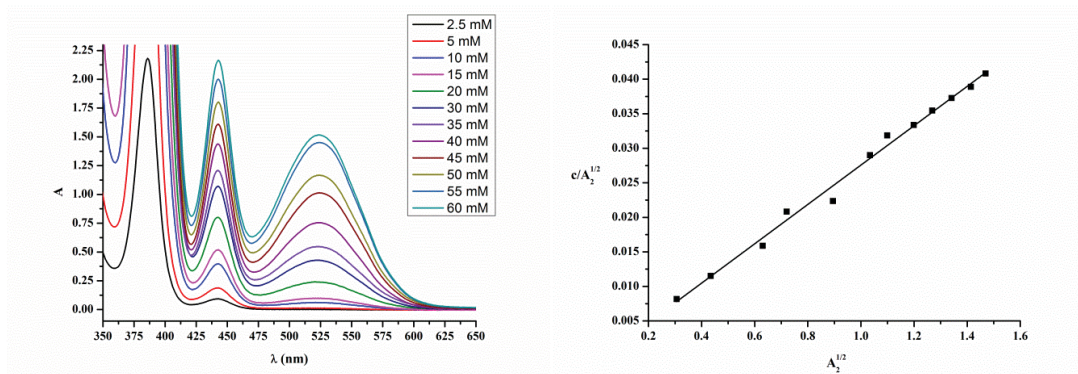 2.5 mM
5 mM
10 mM
15 mM
20 mM
30 mM
35 mM
40 mM
45 mM
50 mM
55 mM
60 mM
2.25
2.00
1.75
1.50
1.25
1.00
0.75
0.50
0.25
0.00
A
350 375 400 425 450 475 500 525 550 575 600 625 650
λ (nm)
0.045
0.040
0.035
0.030
0.025
0.020
0.015
0.010
0.005
c/A₂^1/2
0.2 0.4 0.6 0.8 1.0 1.2 1.4 1.6
A₂^1/2